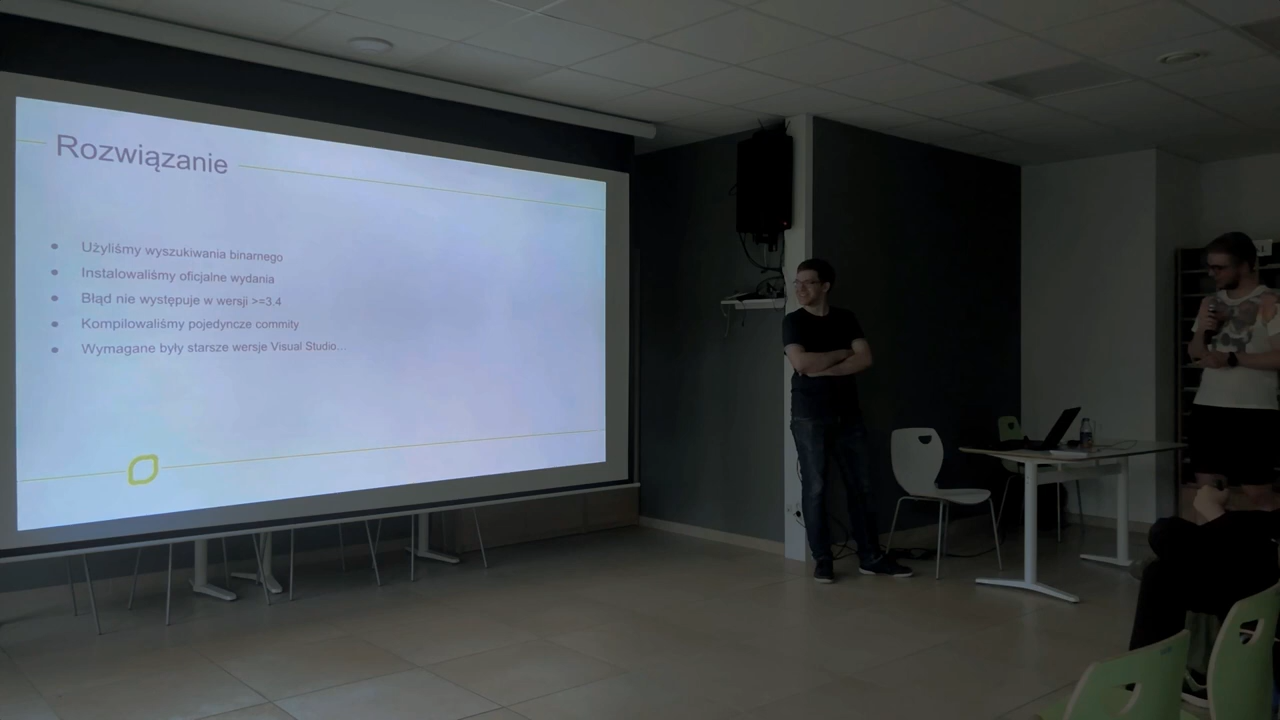 Rozwiązanie
Użyliśmy wyszukiwania binarnego
Instalowaliśmy oficjalne wydania
Błąd nie występuje w wersji >=3.4
Kompilowaliśmy pojedyncze commity
Wymagane były starsze wersje Visual Studio...